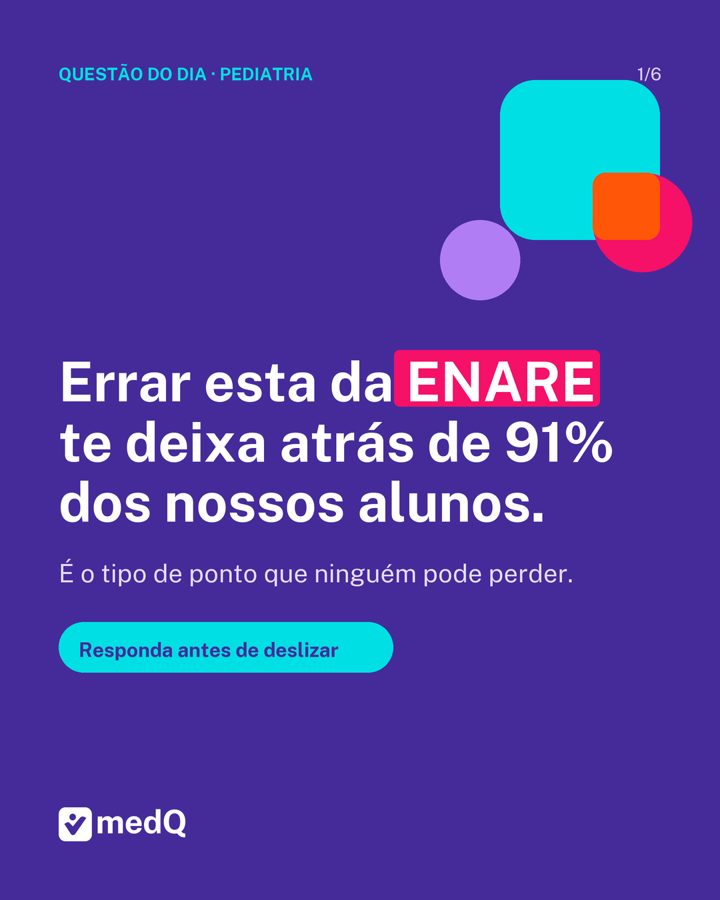 QUESTÃO DO DIA · PEDIATRIA
1/6
Errar esta da ENARE
te deixa atrás de 91%
dos nossos alunos.
É o tipo de ponto que ninguém pode perder.
Responda antes de deslizar
medQ